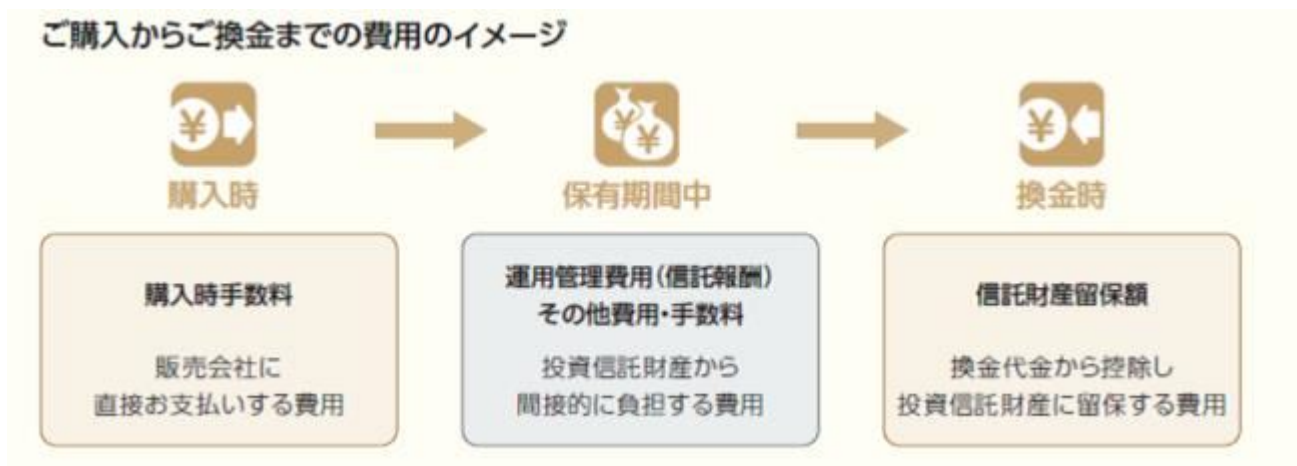 ご購入からご換金までの費用のイメージ
¥
¥¥
¥
購入時
保有期間中
換金時
購入時手数料
販売会社に
直接お支払いする費用
運用管理費用(信託報酬)
その他費用・手数料
投資信託財産から
間接的に負担する費用
信託財産留保額
換金代金から控除し
投資信託財産に留保する費用